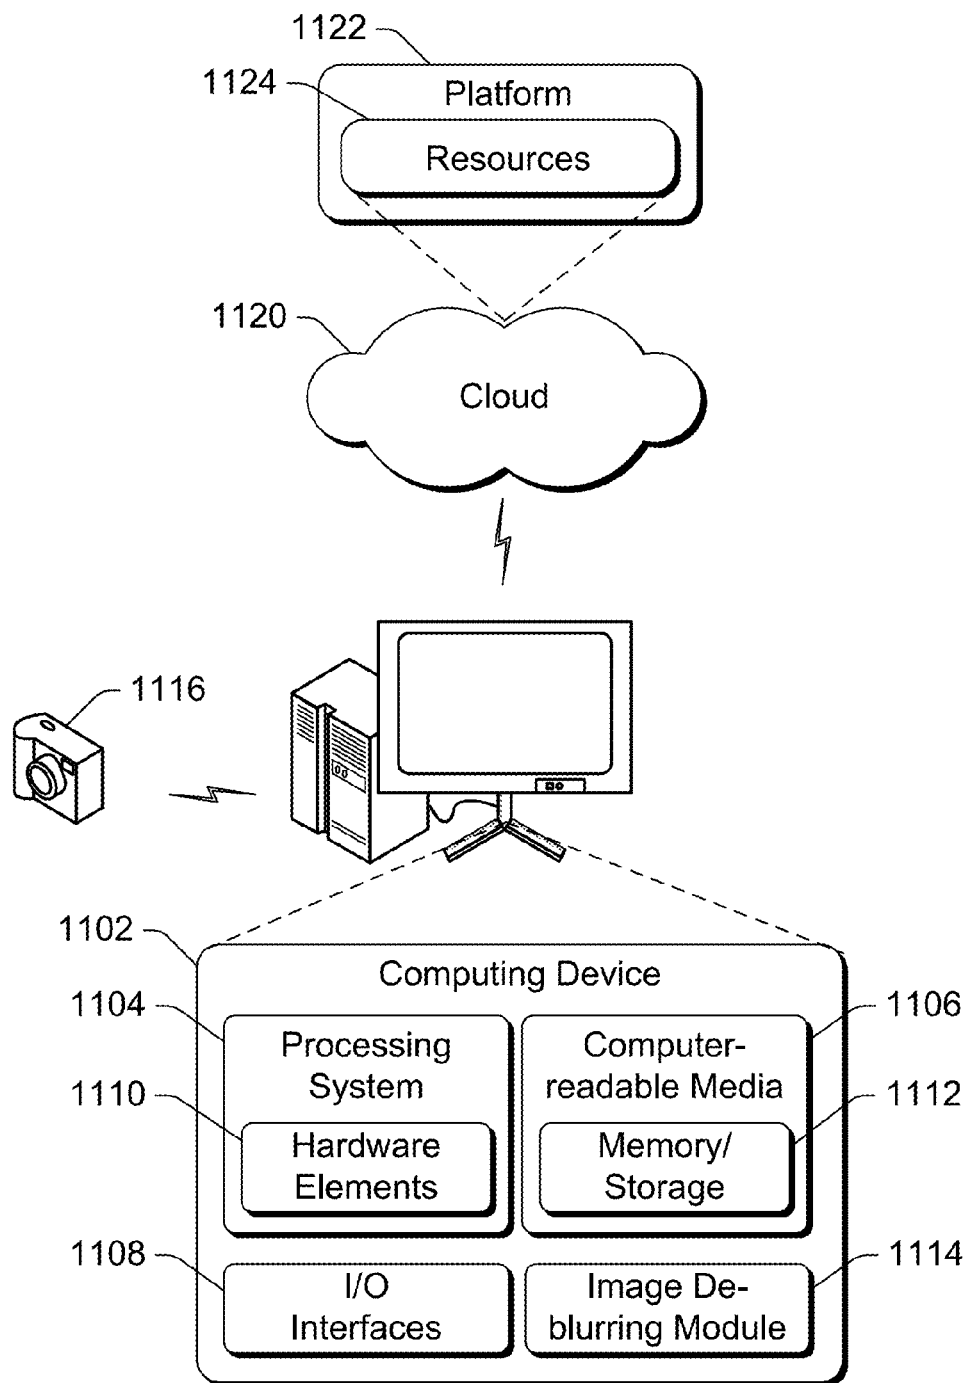 1122
1124
Platform
Resources
1120
Cloud
1116
1102
Computing Device
1104
1106
Processing
System
Computer-
readable Media
1110
1112
Hardware
Elements
Memory/
Storage
1108
1114
I/O
Interfaces
Image De-
blurring Module